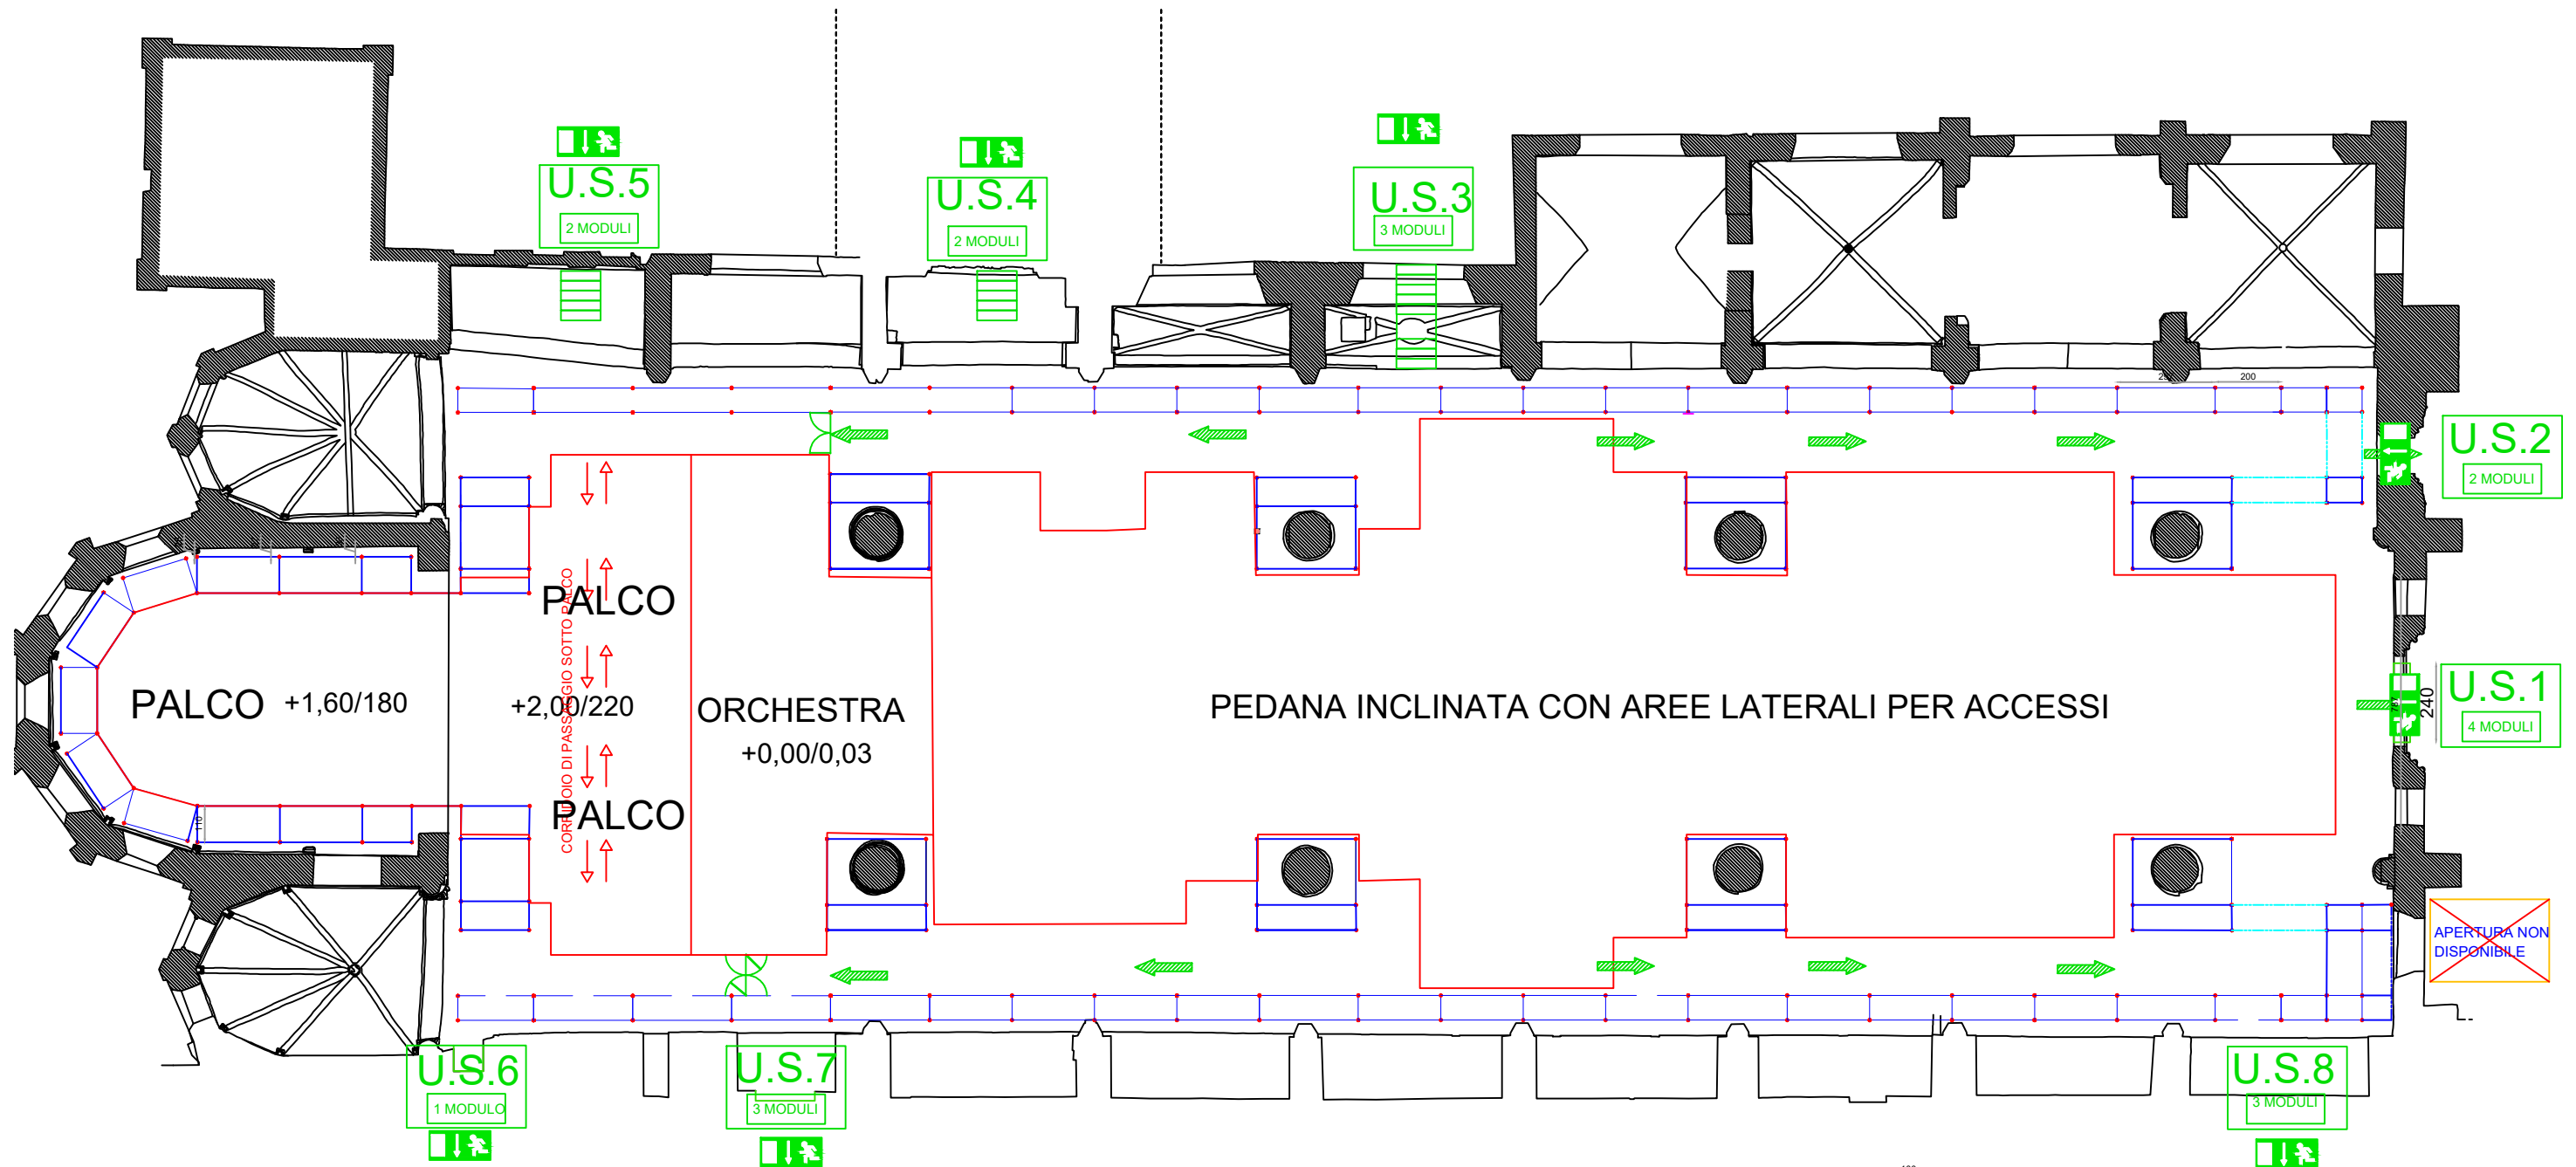 U.S.5
2 MODULI
U.S.4
2 MODULI
U.S.3
3 MODULI
200
U.S.2
2 MODULI
PALCO
CORRIDOIO DI PASSAGGIO SOTTO PALCO
PALCO +1,60/180
+2,00/220
ORCHESTRA
+0,00/0,03
PEDANA INCLINATA CON AREE LATERALI PER ACCESSI
240
U.S.1
4 MODULI
PALCO
110
APERTURA NON
DISPONIBILE
U.S.6
1 MODULO
U.S.7
3 MODULI
U.S.8
3 MODULI